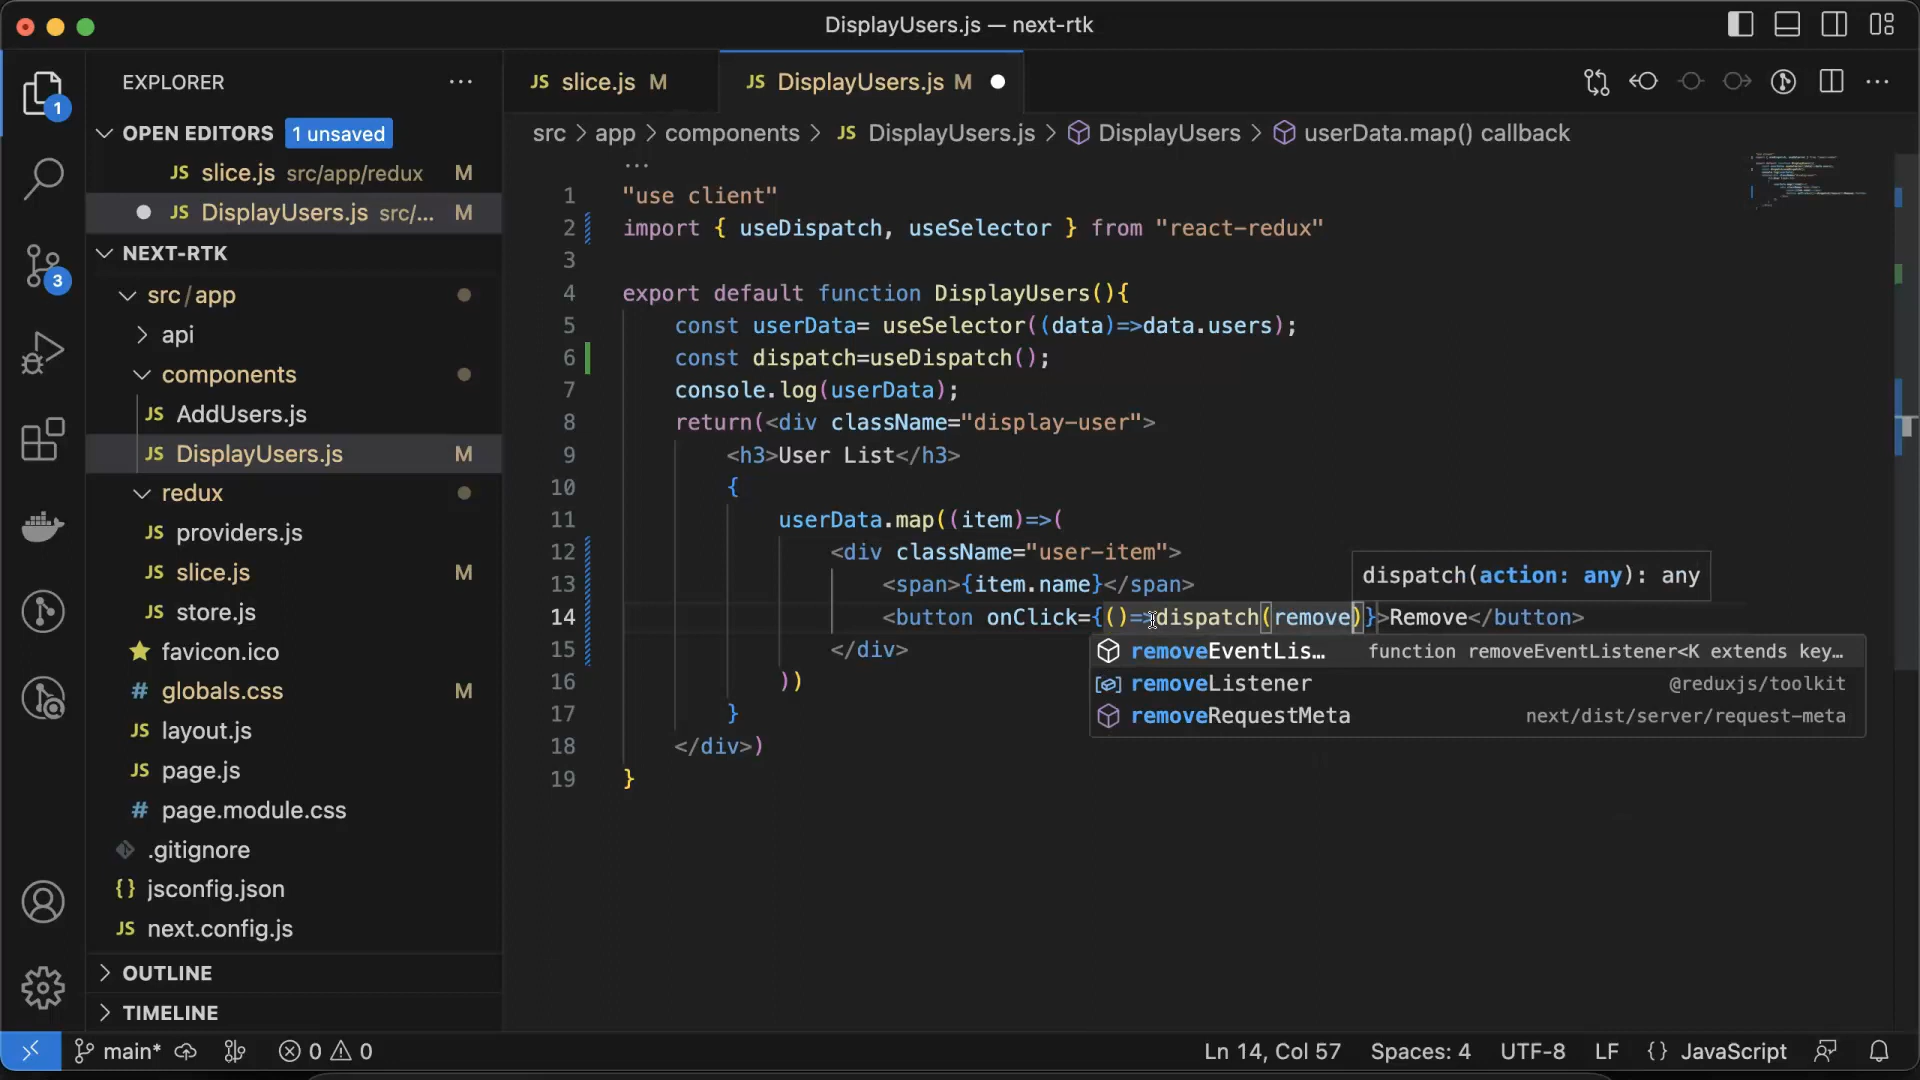 DisplayUsers.js — next-rtk
EXPLORER
OPEN EDITORS 1 unsaved
JS slice.js src/app/redux M
JS DisplayUsers.js src/... M
NEXT-RTK
src/app
api
components
JS AddUsers.js
JS DisplayUsers.js M
redux
JS providers.js
JS slice.js M
JS store.js
favicon.ico
# globals.css M
JS layout.js
JS page.js
# page.module.css
.gitignore
{} jsconfig.json
JS next.config.js
OUTLINE
TIMELINE
1
3
JS slice.js M
JS DisplayUsers.js M
src > app > components > JS DisplayUsers.js > DisplayUsers > userData.map() callback
...
1 "use client"
2 import { useDispatch, useSelector } from "react-redux"
3
4 export default function DisplayUsers(){
5 const userData= useSelector((data)=>data.users);
6 const dispatch=useDispatch();
7 console.log(userData);
8 return(<div className="display-user">
9 <h3>User List</h3>
10 {
11 userData.map((item)=>(
12 <div className="user-item">
13 <span>{item.name}</span>
14 <button onClick={()=>dispatch(remove)}>Remove</button>
15 </div>
16 ))
17 }
18 </div>)
19 }
dispatch(action: any): any
removeEventLis... function removeEventListener<K extends key...
removeListener @reduxjs/toolkit
removeRequestMeta next/dist/server/request-meta
main* 0 0 Ln 14, Col 57 Spaces: 4 UTF-8 LF {} JavaScript